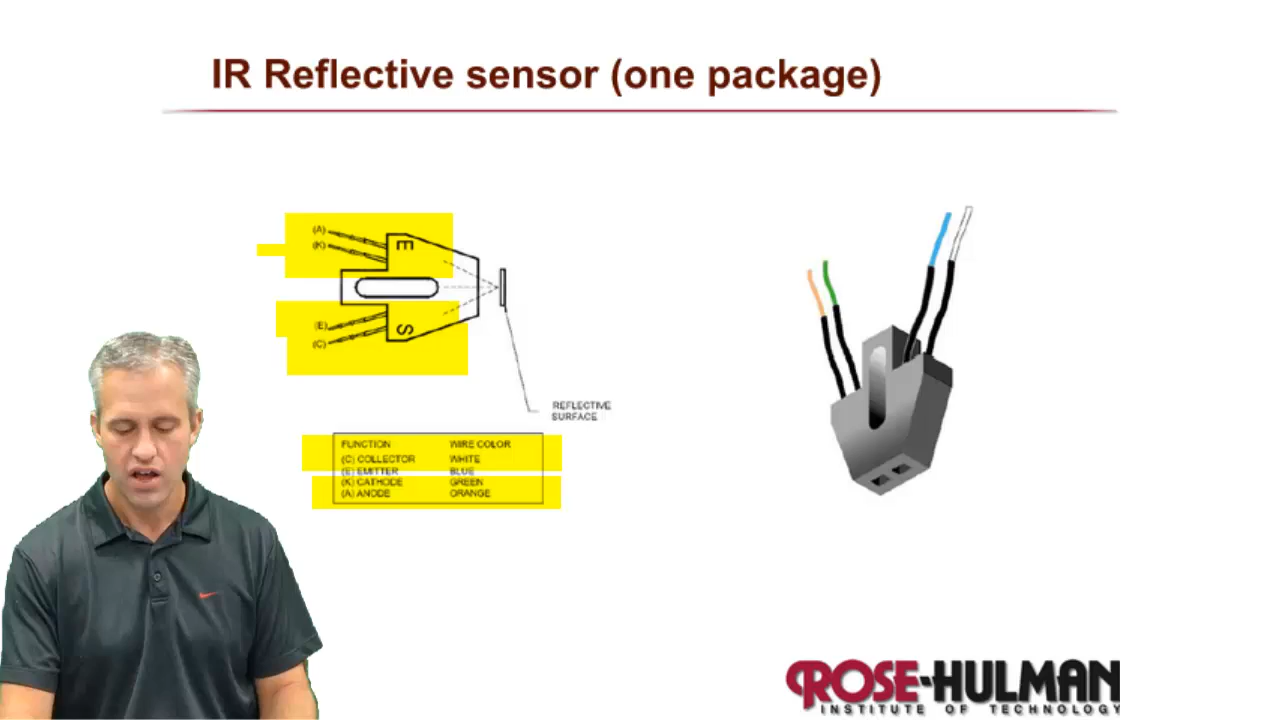 IR Reflective sensor (one package)
(A)
(K)
E
(E)
(C)
S
REFLECTIVE
SURFACE
FUNCTION WIRE COLOR
(C) COLLECTOR WHITE
(E) EMITTER BLUE
(K) CATHODE GREEN
(A) ANODE ORANGE
ROSE-HULMAN
INSTITUTE OF TECHNOLOGY